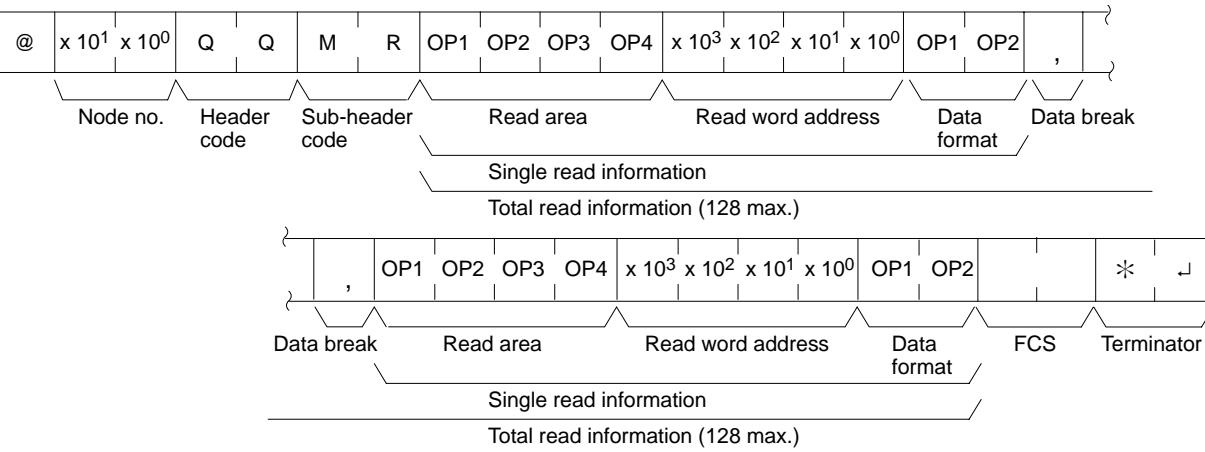 @ x 10¹ x 10⁰ Q Q M R OP1 OP2 OP3 OP4 x 10³ x 10² x 10¹ x 10⁰ OP1 OP2 ,
Node no. Header code Sub-header code Read area Read word address Data format Data break
Single read information
Total read information (128 max.)
, OP1 OP2 OP3 OP4 x 10³ x 10² x 10¹ x 10⁰ OP1 OP2 * ↵
Data break Read area Read word address Data format FCS Terminator
Single read information
Total read information (128 max.)